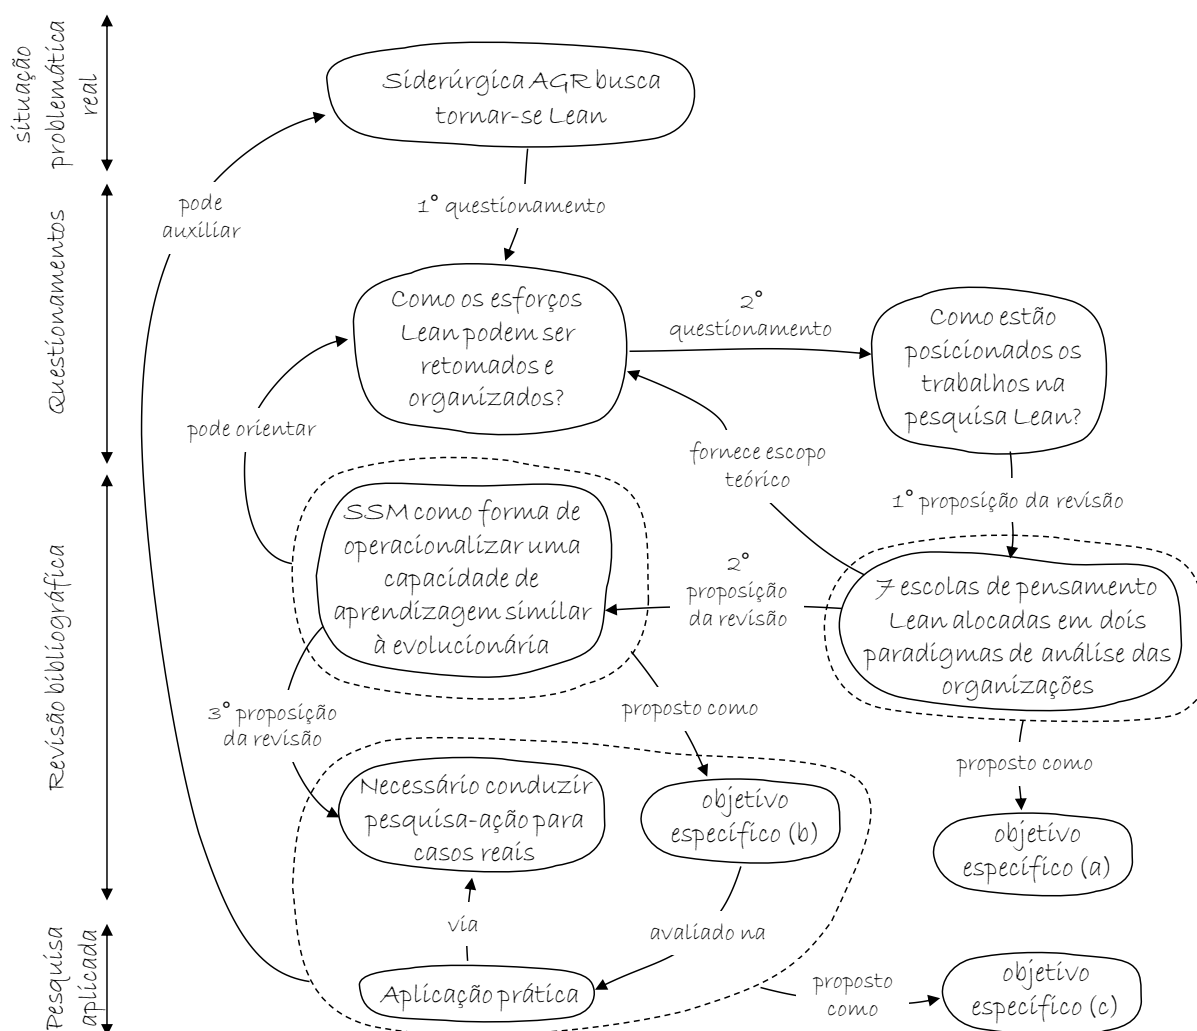 situação
problemática
real
Siderúrgica AGR busca
tornar-se Lean
pode
auxiliar
1° questionamento
Questionamentos
Como os esforços
Lean podem ser
retomados e
organizados?
2°
questionamento
Como estão
posicionados os
trabalhos na
pesquisa Lean?
pode orientar
fornece escopo
teórico
1° proposição da revisão
Revisão bibliográfica
SSM como forma de
operacionalizar uma
capacidade de
aprendizagem similar
à evolucionária
2°
proposição
da revisão
7 escolas de pensamento
Lean alocadas em dois
paradigmas de análise das
organizações
3° proposição
da revisão
proposto como
proposto como
Necessário conduzir
pesquisa-ação para
casos reais
objetivo
específico (b)
objetivo
específico (a)
via
avaliado na
Pesquisa
aplicada
Aplicação prática
proposto
como
objetivo
específico (c)